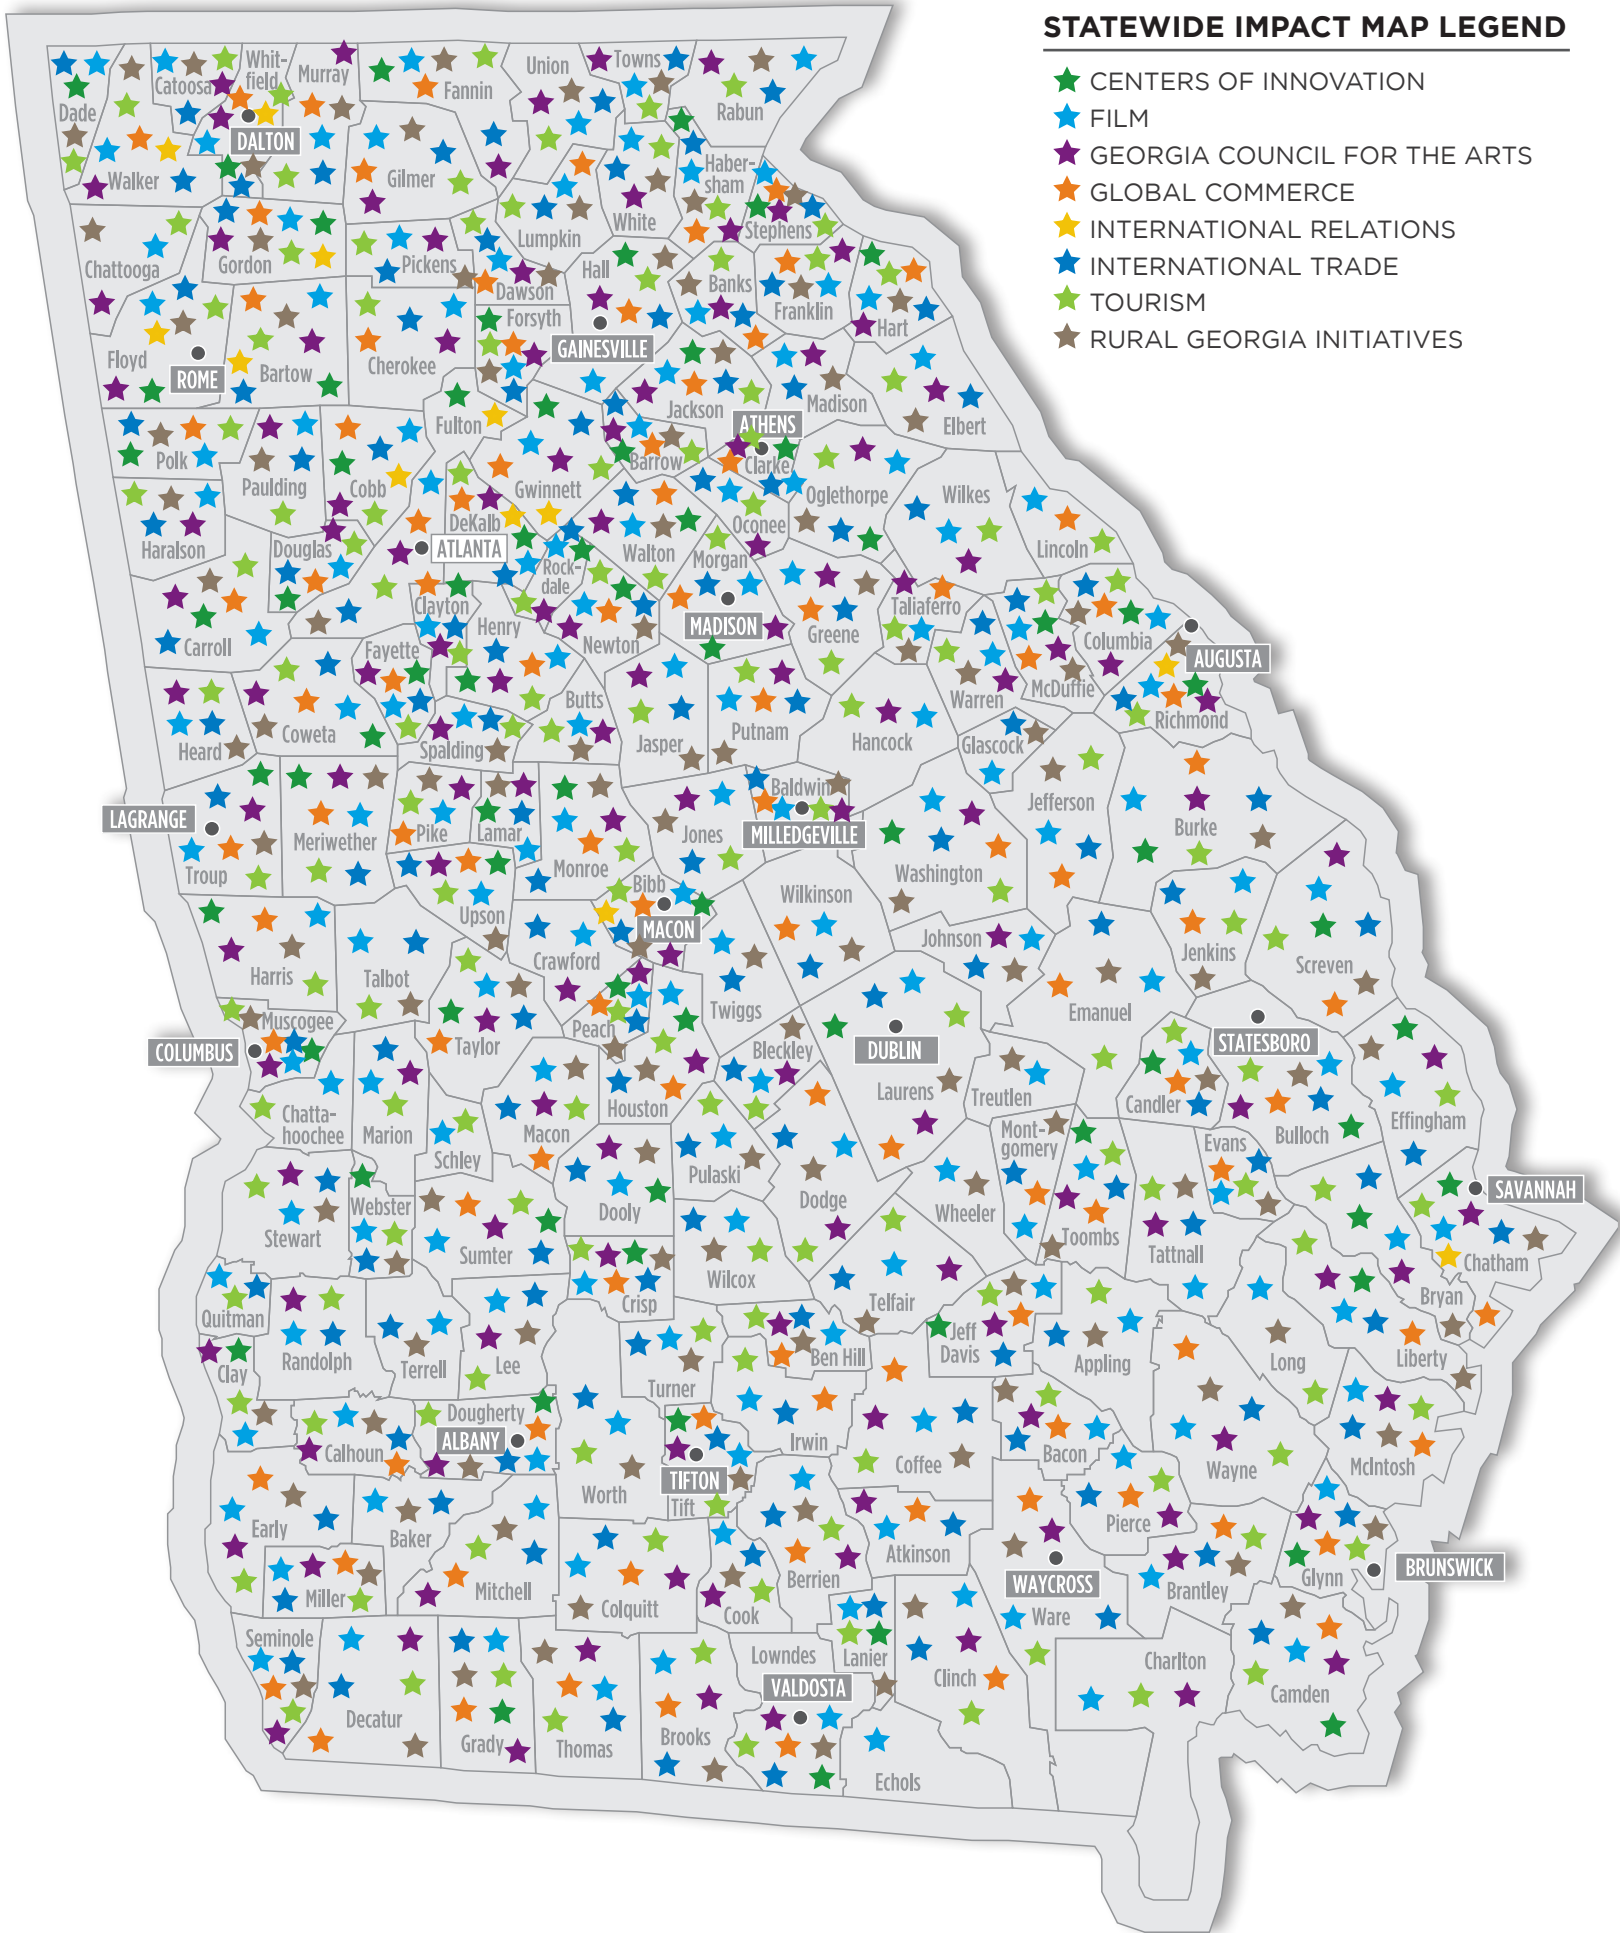 STATEWIDE IMPACT MAP LEGEND
CENTERS OF INNOVATION
FILM
GEORGIA COUNCIL FOR THE ARTS
GLOBAL COMMERCE
INTERNATIONAL RELATIONS
INTERNATIONAL TRADE
TOURISM
RURAL GEORGIA INITIATIVES
Dade
Catoosa
Whit-
field
Murray
Fannin
Union
Towns
Rabun
DALTON
Walker
Gilmer
Haber-
sham
White
Stephens
Lumpkin
Chattooga
Gordon
Pickens
Dawson
Hall
Banks
Franklin
Hart
Forsyth
Floyd
ROME
Bartow
Cherokee
GAINESVILLE
Jackson
Madison
Elbert
Fulton
ATHENS
Polk
Paulding
Cobb
Gwinnett
Barrow
Clarke
Oglethorpe
Wilkes
Haralson
Douglas
DeKalb
ATLANTA
Rock-
dale
Walton
Oconee
Morgan
Lincoln
Carroll
Clayton
Henry
Newton
MADISON
Greene
Taliaferro
Columbia
AUGUSTA
Fayette
Warren
McDuffie
Richmond
Heard
Coweta
Spalding
Butts
Jasper
Putnam
Hancock
Glascock
LAGRANGE
Troup
Meriwether
Pike
Lamar
Monroe
Jones
Baldwin
MILLEDGEVILLE
Jefferson
Burke
Washington
Upson
Bibb
MACON
Wilkinson
Johnson
Jenkins
Screven
Harris
Talbot
Crawford
Twiggs
Emanuel
Muscogee
COLUMBUS
Taylor
Peach
Bleckley
DUBLIN
STATESBORO
Laurens
Treutlen
Candler
Bulloch
Effingham
Chatta-
hoochee
Marion
Schley
Macon
Houston
Pulaski
Mont-
gomery
Evans
Stewart
Webster
Sumter
Dooly
Dodge
Wheeler
Toombs
Tattnall
SAVANNAH
Chatham
Bryan
Quitman
Crisp
Wilcox
Telfair
Clay
Randolph
Terrell
Lee
Turner
Ben Hill
Jeff
Davis
Appling
Long
Liberty
Calhoun
Dougherty
ALBANY
Irwin
Coffee
Bacon
Wayne
McIntosh
Worth
TIFTON
Tift
Early
Baker
Mitchell
Miller
Colquitt
Cook
Berrien
Atkinson
Pierce
WAYCROSS
Ware
Brantley
Glynn
BRUNSWICK
Seminole
Decatur
Grady
Thomas
Brooks
Lowndes
VALDOSTA
Lanier
Clinch
Echols
Charlton
Camden